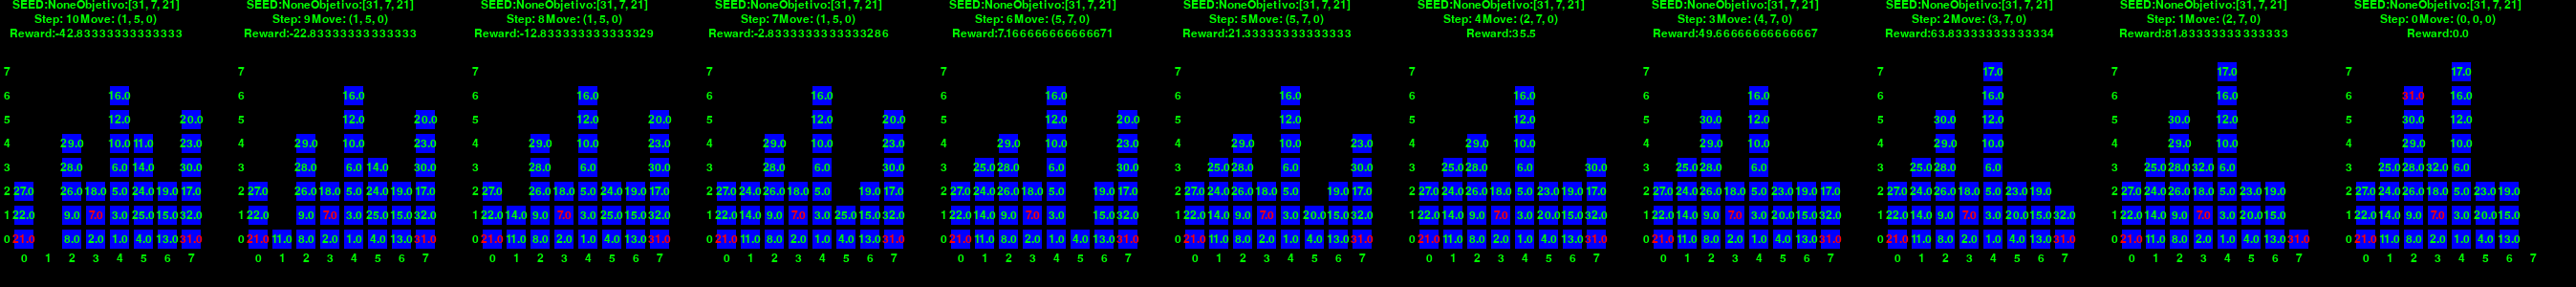 SEED:NoneObjetivo:[31, 7, 21]
Step: 10Move: (1, 5, 0)
Reward:-42.83333333333333
7
6 16.0
5 12.0 20.0
4 29.0 10.0 11.0 23.0
3 28.0 6.0 14.0 30.0
2 27.0 26.0 18.0 5.0 24.0 19.0 17.0
1 22.0 9.0 7.0 3.0 25.0 15.0 32.0
0 21.0 8.0 2.0 1.0 4.0 13.0 31.0
0 1 2 3 4 5 6 7
SEED:NoneObjetivo:[31, 7, 21]
Step: 9Move: (1, 5, 0)
Reward:-22.83333333333333
7
6 16.0
5 12.0 20.0
4 29.0 10.0 23.0
3 28.0 6.0 14.0 30.0
2 27.0 26.0 18.0 5.0 24.0 19.0 17.0
1 22.0 9.0 7.0 3.0 25.0 15.0 32.0
0 21.0 11.0 8.0 2.0 1.0 4.0 13.0 31.0
0 1 2 3 4 5 6 7
SEED:NoneObjetivo:[31, 7, 21]
Step: 8Move: (1, 5, 0)
Reward:-12.833333333333329
7
6 16.0
5 12.0 20.0
4 29.0 10.0 23.0
3 28.0 6.0 30.0
2 27.0 26.0 18.0 5.0 24.0 19.0 17.0
1 22.0 14.0 9.0 7.0 3.0 25.0 15.0 32.0
0 21.0 11.0 8.0 2.0 1.0 4.0 13.0 31.0
0 1 2 3 4 5 6 7
SEED:NoneObjetivo:[31, 7, 21]
Step: 7Move: (1, 5, 0)
Reward:-2.833333333333286
7
6 16.0
5 12.0 20.0
4 29.0 10.0 23.0
3 28.0 6.0 30.0
2 27.0 24.0 26.0 18.0 5.0 19.0 17.0
1 22.0 14.0 9.0 7.0 3.0 25.0 15.0 32.0
0 21.0 11.0 8.0 2.0 1.0 4.0 13.0 31.0
0 1 2 3 4 5 6 7
SEED:NoneObjetivo:[31, 7, 21]
Step: 6Move: (5, 7, 0)
Reward:7.166666666666671
7
6 16.0
5 12.0 20.0
4 29.0 10.0 23.0
3 25.0 28.0 6.0 30.0
2 27.0 24.0 26.0 18.0 5.0 19.0 17.0
1 22.0 14.0 9.0 7.0 3.0 15.0 32.0
0 21.0 11.0 8.0 2.0 1.0 4.0 13.0 31.0
0 1 2 3 4 5 6 7
SEED:NoneObjetivo:[31, 7, 21]
Step: 5Move: (5, 7, 0)
Reward:21.33333333333333
7
6 16.0
5 12.0
4 29.0 10.0 23.0
3 25.0 28.0 6.0 30.0
2 27.0 24.0 26.0 18.0 5.0 19.0 17.0
1 22.0 14.0 9.0 7.0 3.0 20.0 15.0 32.0
0 21.0 11.0 8.0 2.0 1.0 4.0 13.0 31.0
0 1 2 3 4 5 6 7
SEED:NoneObjetivo:[31, 7, 21]
Step: 4Move: (2, 7, 0)
Reward:35.5
7
6 16.0
5 12.0
4 29.0 10.0
3 25.0 28.0 6.0 30.0
2 27.0 24.0 26.0 18.0 5.0 23.0 19.0 17.0
1 22.0 14.0 9.0 7.0 3.0 20.0 15.0 32.0
0 21.0 11.0 8.0 2.0 1.0 4.0 13.0 31.0
0 1 2 3 4 5 6 7
SEED:NoneObjetivo:[31, 7, 21]
Step: 3Move: (4, 7, 0)
Reward:49.66666666666667
7
6 16.0
5 30.0 12.0
4 29.0 10.0
3 25.0 28.0 6.0
2 27.0 24.0 26.0 18.0 5.0 23.0 19.0 17.0
1 22.0 14.0 9.0 7.0 3.0 20.0 15.0 32.0
0 21.0 11.0 8.0 2.0 1.0 4.0 13.0 31.0
0 1 2 3 4 5 6 7
SEED:NoneObjetivo:[31, 7, 21]
Step: 2Move: (3, 7, 0)
Reward:63.83333333333334
7 17.0
6 16.0
5 30.0 12.0
4 29.0 10.0
3 25.0 28.0 6.0
2 27.0 24.0 26.0 18.0 5.0 23.0 19.0
1 22.0 14.0 9.0 7.0 3.0 20.0 15.0 32.0
0 21.0 11.0 8.0 2.0 1.0 4.0 13.0 31.0
0 1 2 3 4 5 6 7
SEED:NoneObjetivo:[31, 7, 21]
Step: 1Move: (2, 7, 0)
Reward:81.83333333333333
7 17.0
6 16.0
5 30.0 12.0
4 29.0 10.0
3 25.0 28.0 32.0 6.0
2 27.0 24.0 26.0 18.0 5.0 23.0 19.0
1 22.0 14.0 9.0 7.0 3.0 20.0 15.0
0 21.0 11.0 8.0 2.0 1.0 4.0 13.0 31.0
0 1 2 3 4 5 6 7
SEED:NoneObjetivo:[31, 7, 21]
Step: 0Move: (0, 0, 0)
Reward:0.0
7 17.0
6 31.0 16.0
5 30.0 12.0
4 29.0 10.0
3 25.0 28.0 32.0 6.0
2 27.0 24.0 26.0 18.0 5.0 23.0 19.0
1 22.0 14.0 9.0 7.0 3.0 20.0 15.0
0 21.0 11.0 8.0 2.0 1.0 4.0 13.0
0 1 2 3 4 5 6 7